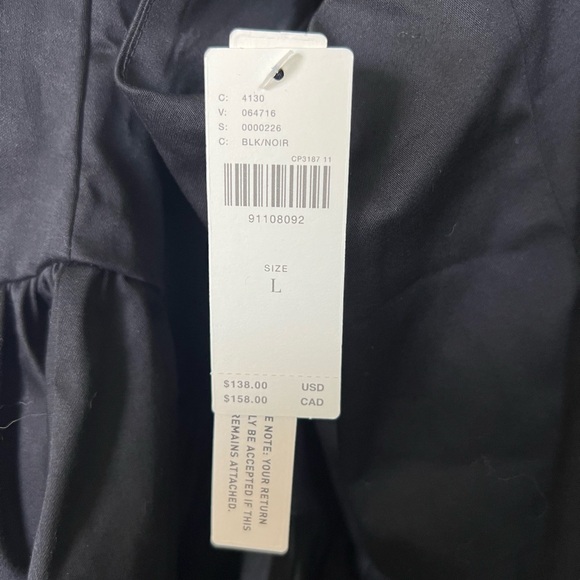 C: 4130
V: 064716
S: 0000226
C: BLK/NOIR
CP3187 11
91108092
SIZE
L
$138.00 USD
$158.00 CAD
E NOTE: YOUR RETURN
LY BE ACCEPTED IF THIS
REMAINS ATTACHED.